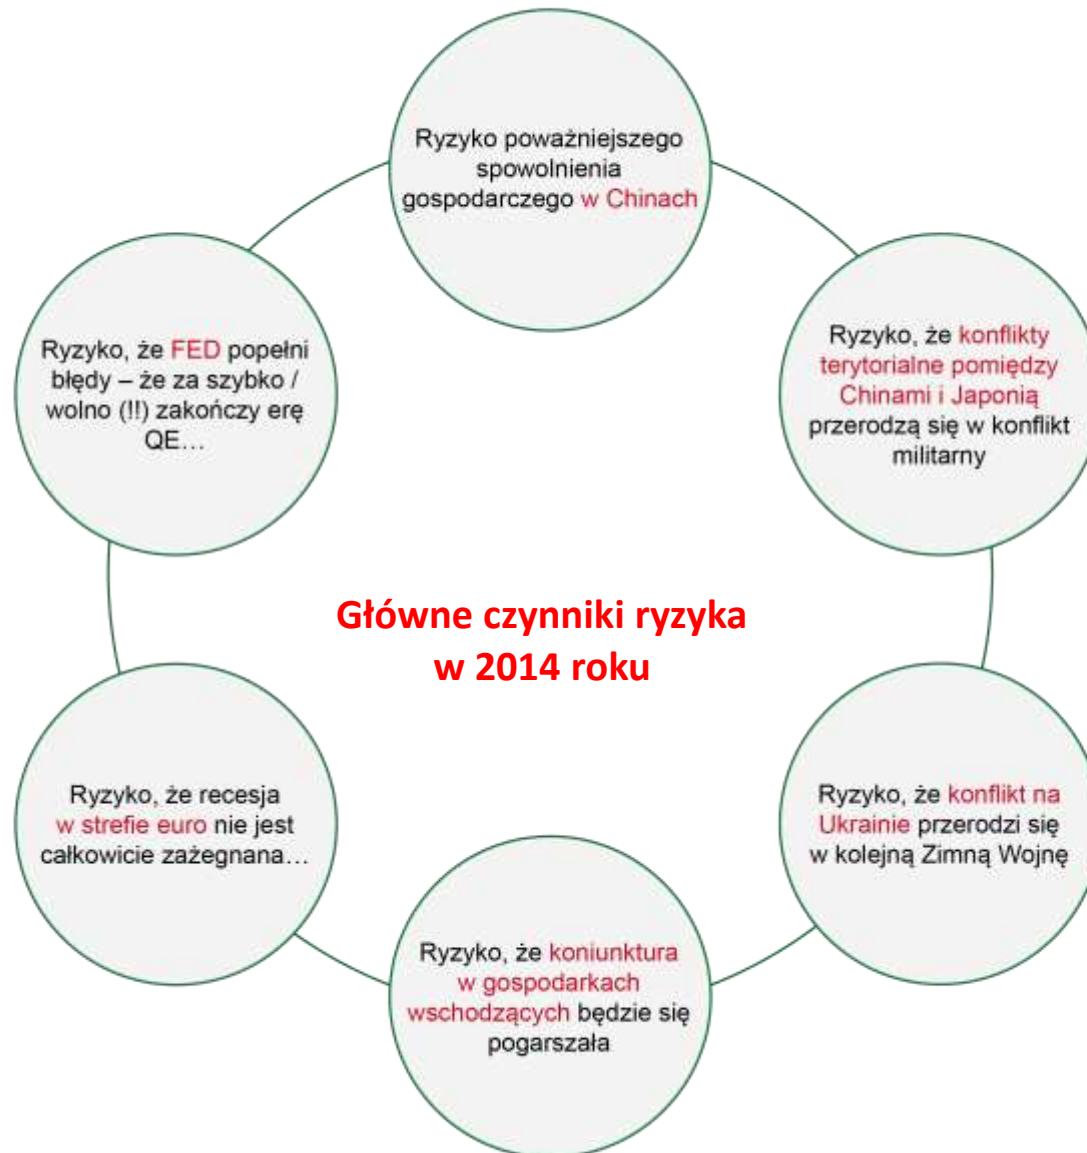 Ryzyko poważniejszego
spowolnienia
gospodarczego w Chinach
Ryzyko, że konflikty
terytorialne pomiędzy
Chinami i Japonią
przerodzą się w konflikt
militarny
Ryzyko, że konflikt na
Ukrainie przerodzi się
w kolejną Zimną Wojnę
Ryzyko, że koniunktura
w gospodarkach
wschodzących będzie się
pogarszała
Ryzyko, że recesja
w strefie euro nie jest
całkowicie zażegnana…
Ryzyko, że FED popełni
błędy – że za szybko /
wolno (!!) zakończy erę
QE…
Główne czynniki ryzyka
w 2014 roku